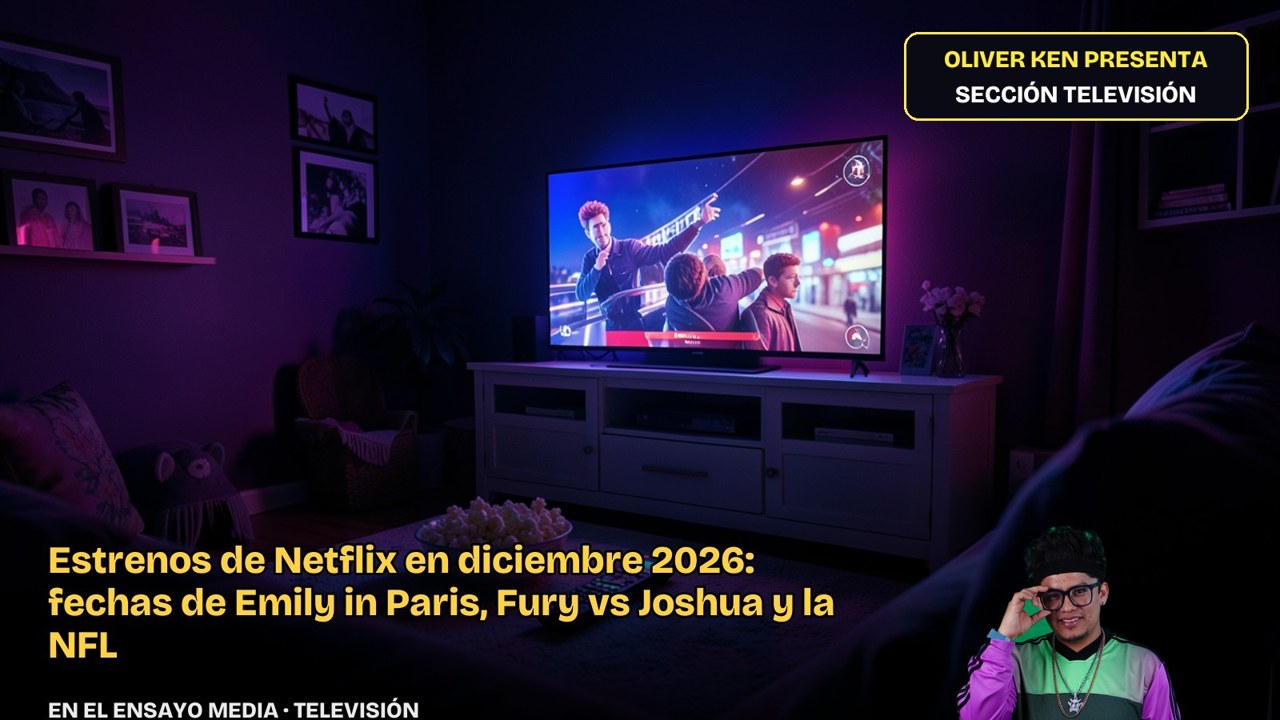 OLIVER KEN PRESENTA
SECCIÓN TELEVISIÓN
Estrenos de Netflix en diciembre 2026:
fechas de Emily in Paris, Fury vs Joshua y la
NFL
EN EL ENSAYO MEDIA · TELEVISIÓN